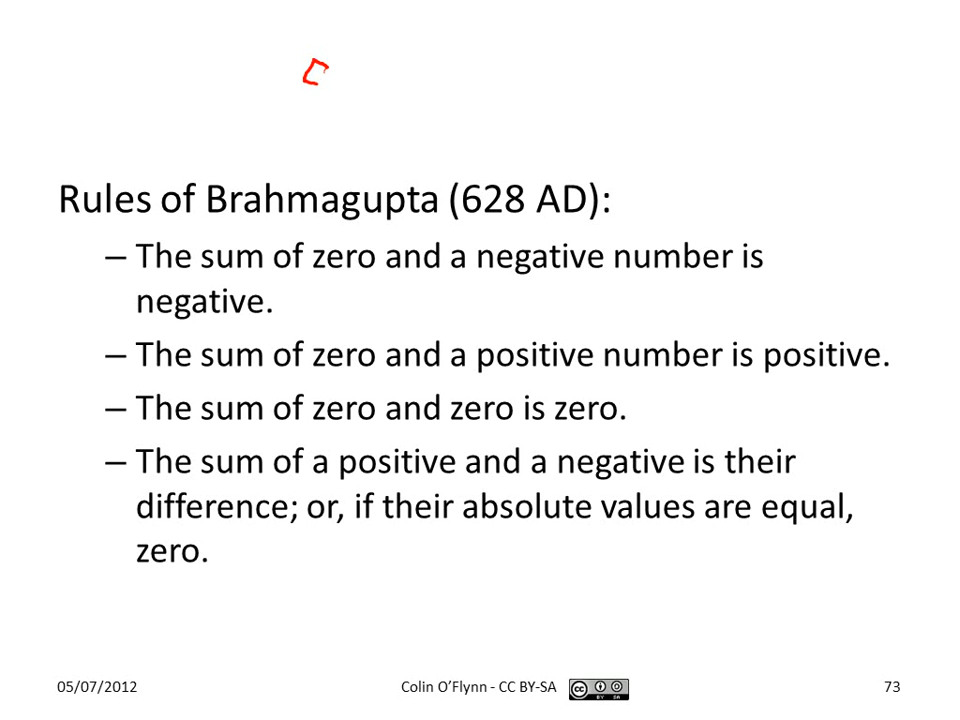 Rules of Brahmagupta (628 AD):
– The sum of zero and a negative number is
negative.
– The sum of zero and a positive number is positive.
– The sum of zero and zero is zero.
– The sum of a positive and a negative is their
difference; or, if their absolute values are equal,
zero.
05/07/2012 Colin O’Flynn - CC BY-SA cc BY SA 73